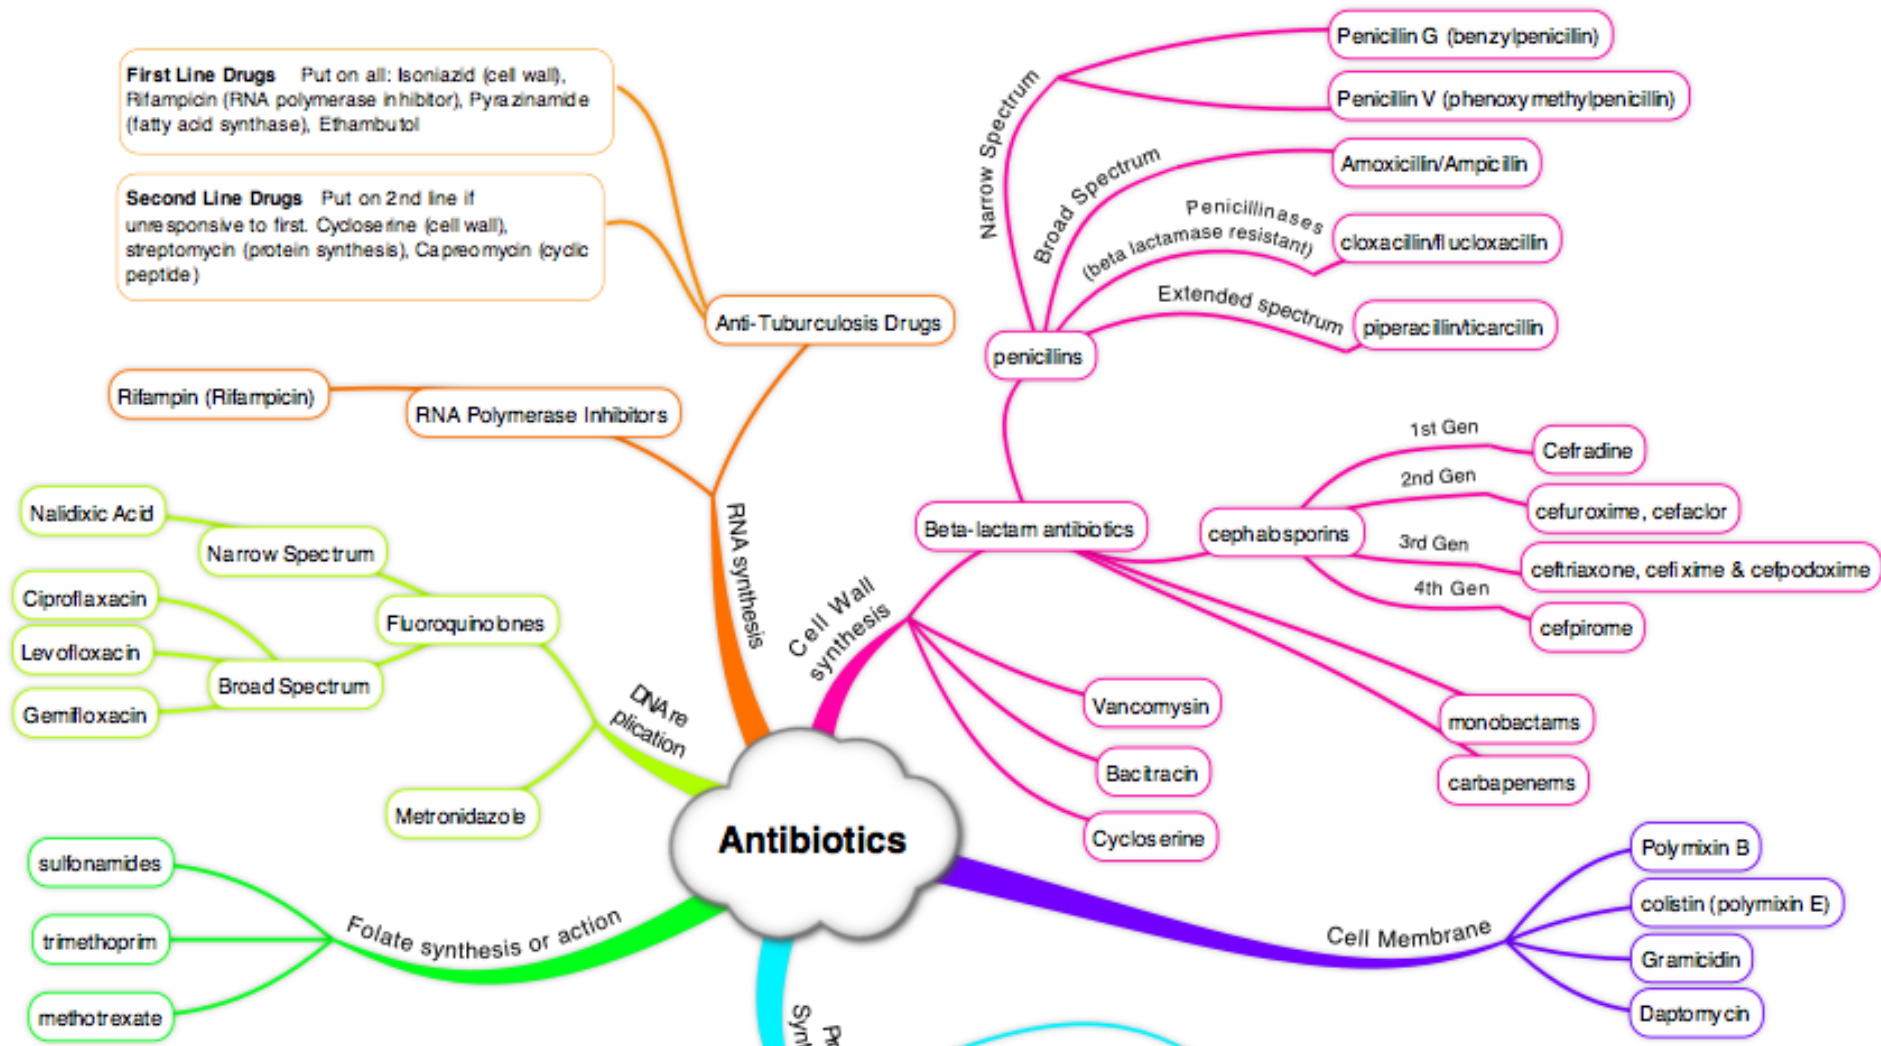 First Line Drugs Put on all: Isoniazid (cell wall),
Rifampicin (RNA polymerase inhibitor), Pyrazinamide
(fatty acid synthase), Ethambutol
Second Line Drugs Put on 2nd line if
unresponsive to first. Cycloserine (cell wall),
streptomycin (protein synthesis), Capreomycin (cyclic
peptide)
Anti-Tuburculosis Drugs
Rifampin (Rifampicin)
RNA Polymerase Inhibitors
RNA synthesis
Narrow Spectrum
Penicillin G (benzylpenicillin)
Penicillin V (phenoxymethylpenicillin)
Broad Spectrum
Amoxicillin/Ampicillin
Penicillinases
(beta lactamase resistant)
cloxacillin/flucloxacillin
Extended spectrum
piperacillin/ticarcillin
penicillins
Beta-lactam antibiotics
cephalosporins
1st Gen
Cefradine
2nd Gen
cefuroxime, cefaclor
3rd Gen
ceftriaxone, cefixime & cefpodoxime
4th Gen
cefpirome
monobactams
carbapenems
Cell Wall
synthesis
Vancomysin
Bacitracin
Cycloserine
Nalidixic Acid
Narrow Spectrum
Ciproflaxacin
Levofloxacin
Gemifloxacin
Broad Spectrum
Fluoroquinolones
DNA re
plication
Metronidazole
Antibiotics
sulfonamides
trimethoprim
methotrexate
Folate synthesis or action
Cell Membrane
Polymixin B
colistin (polymixin E)
Gramicidin
Daptomycin